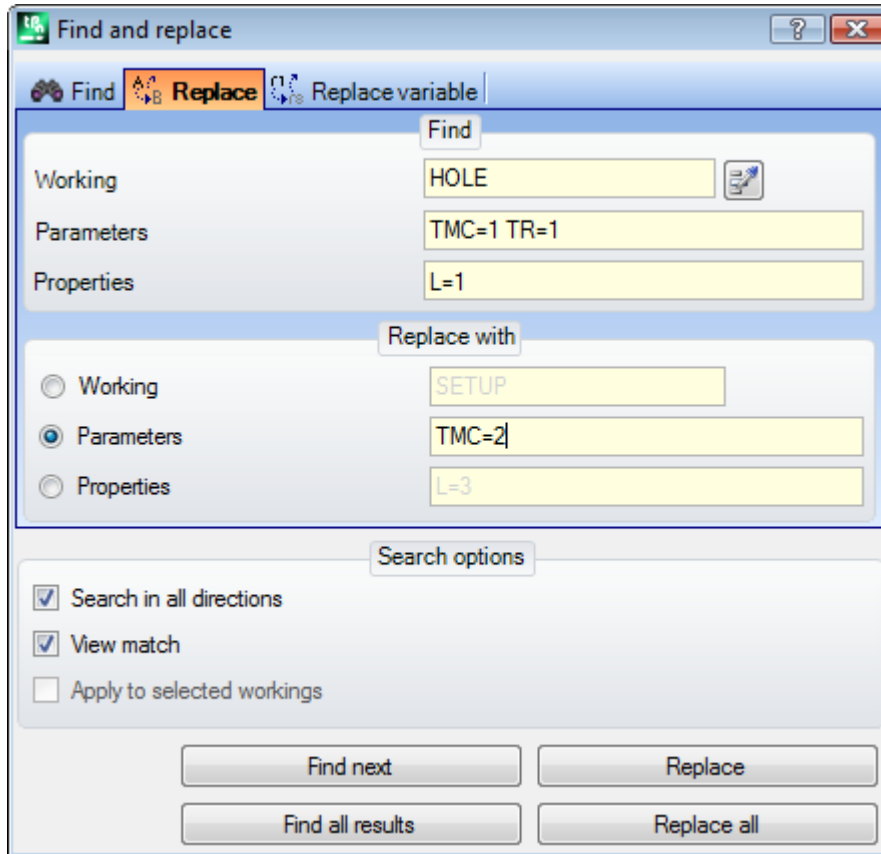 Find and replace
Find Replace Replace variable
Find
Working HOLE
Parameters TMC=1 TR=1
Properties L=1
Replace with
Working SETUP
Parameters TMC=2
Properties L=3
Search options
Search in all directions
View match
Apply to selected workings
Find next Replace
Find all results Replace all